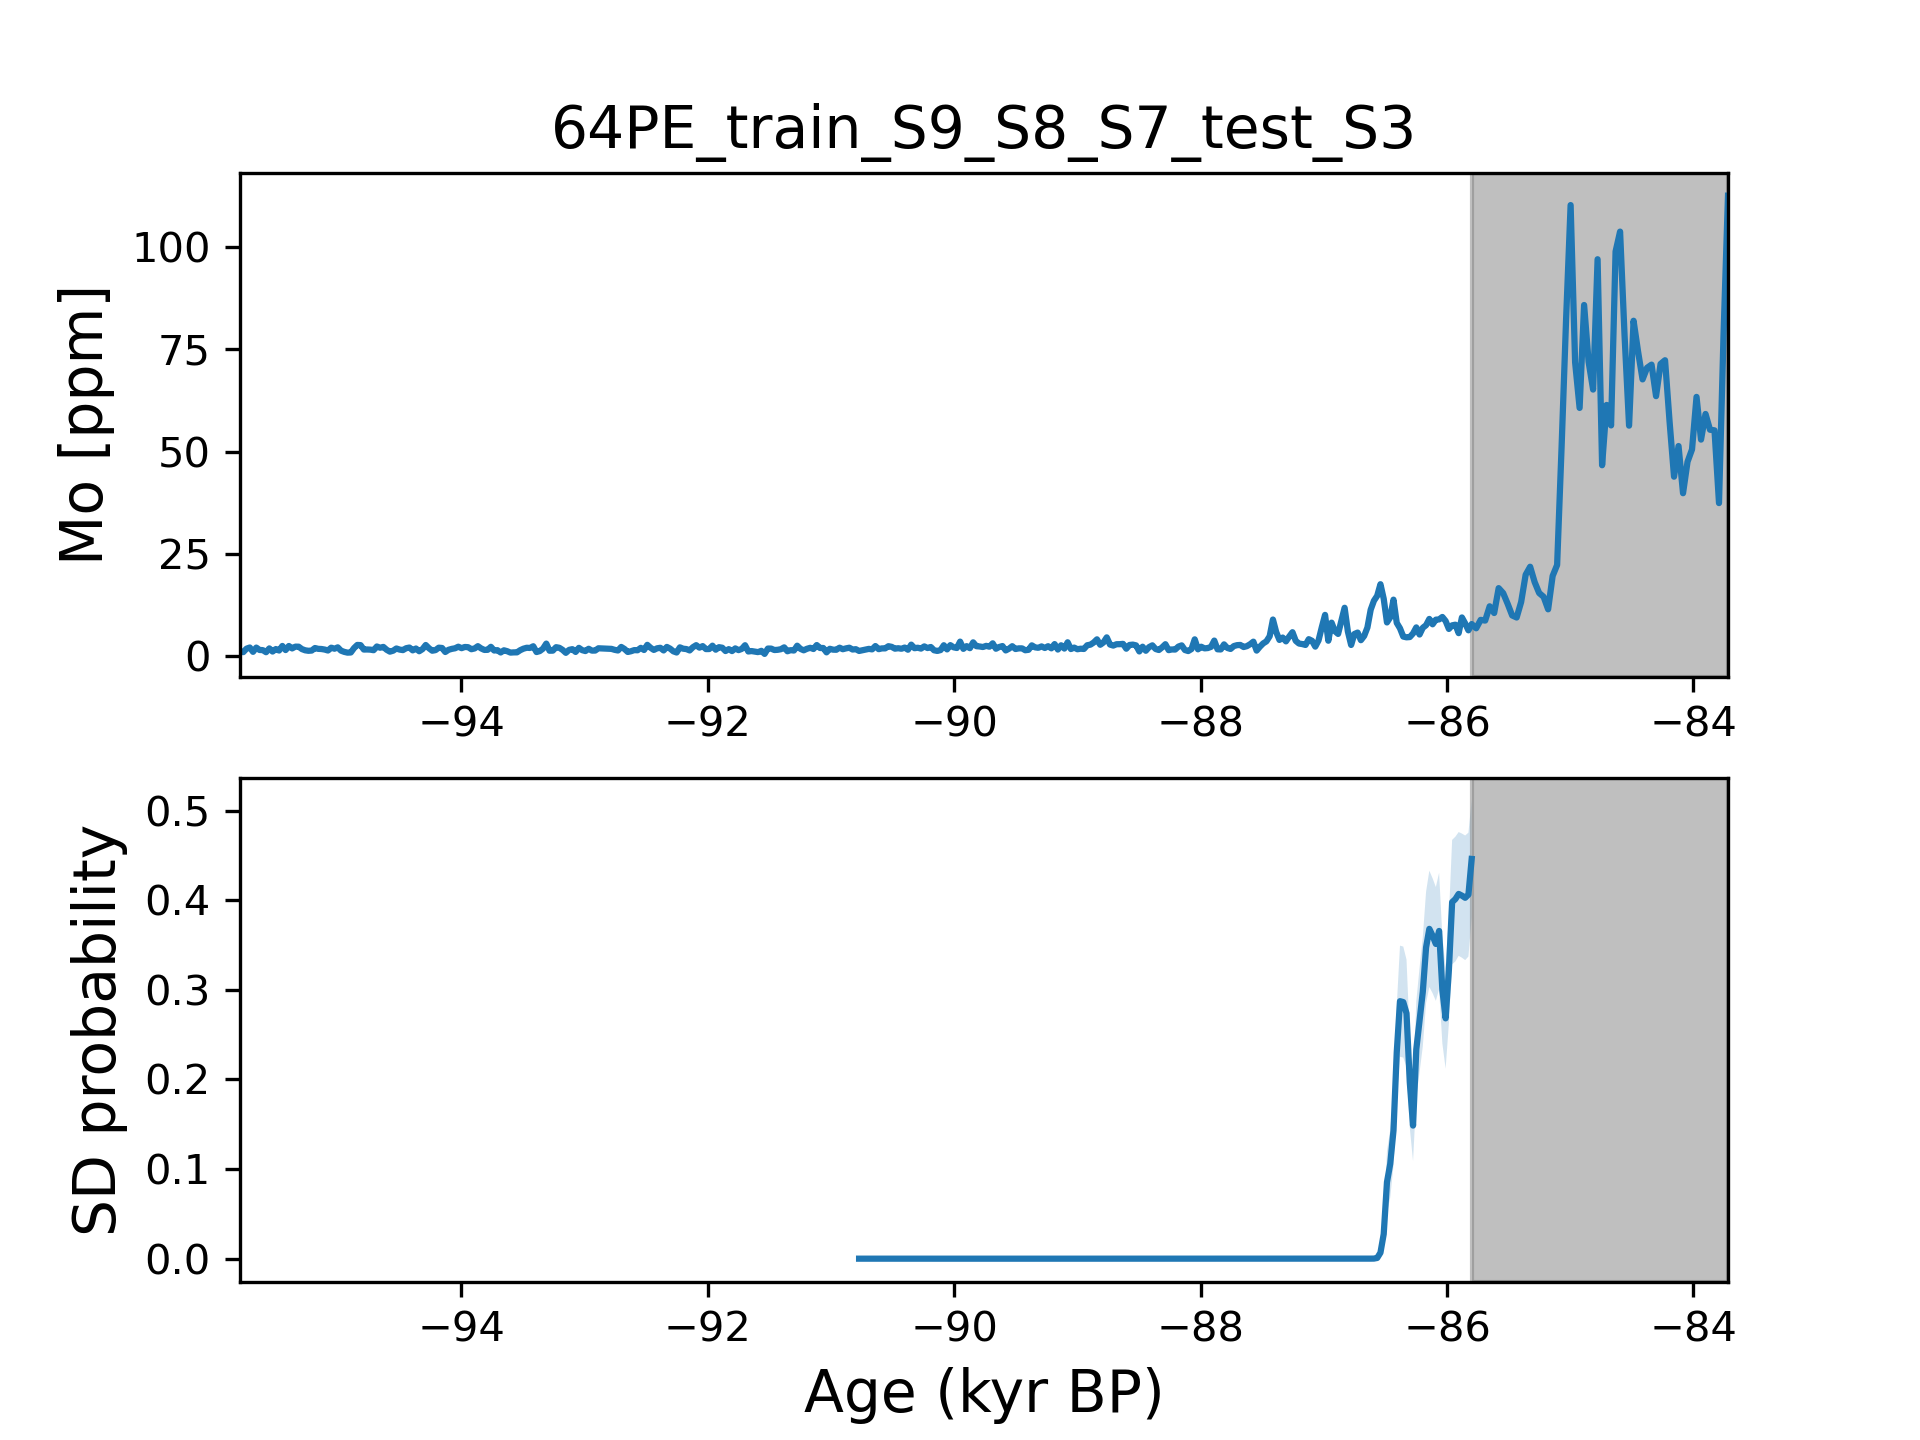 64PE_train_S9_S8_S7_test_S3
Mo [ppm]
100
75
50
25
0
−94 −92 −90 −88 −86 −84
SD probability
0.5
0.4
0.3
0.2
0.1
0.0
−94 −92 −90 −88 −86 −84
Age (kyr BP)